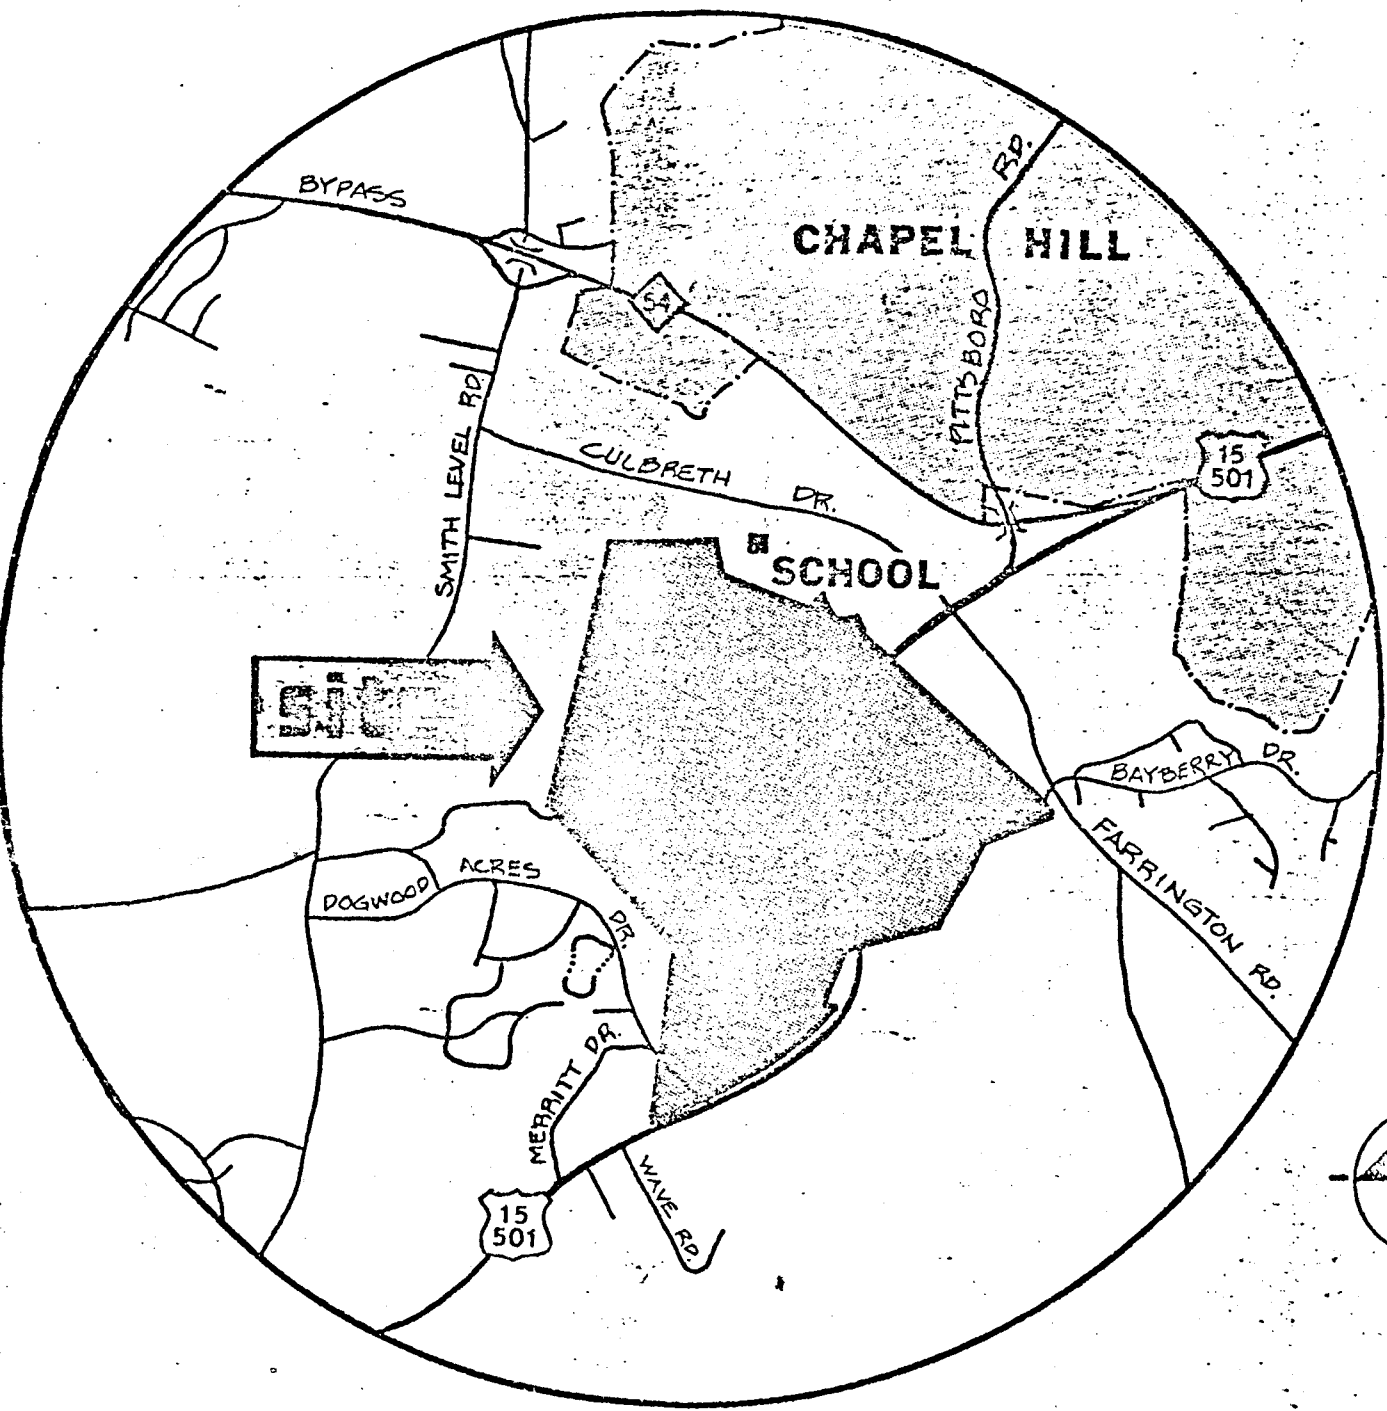 BYPASS
RD.
CHAPEL HILL
54
PITTSBORO
15
501
SMITH LEVEL RD.
CULBRETH DR.
SCHOOL
site
BAYBERRY DR.
DOGWOOD ACRES DR.
FARRINGTON RD.
MERRITT DR.
WAVE RD.
15
501